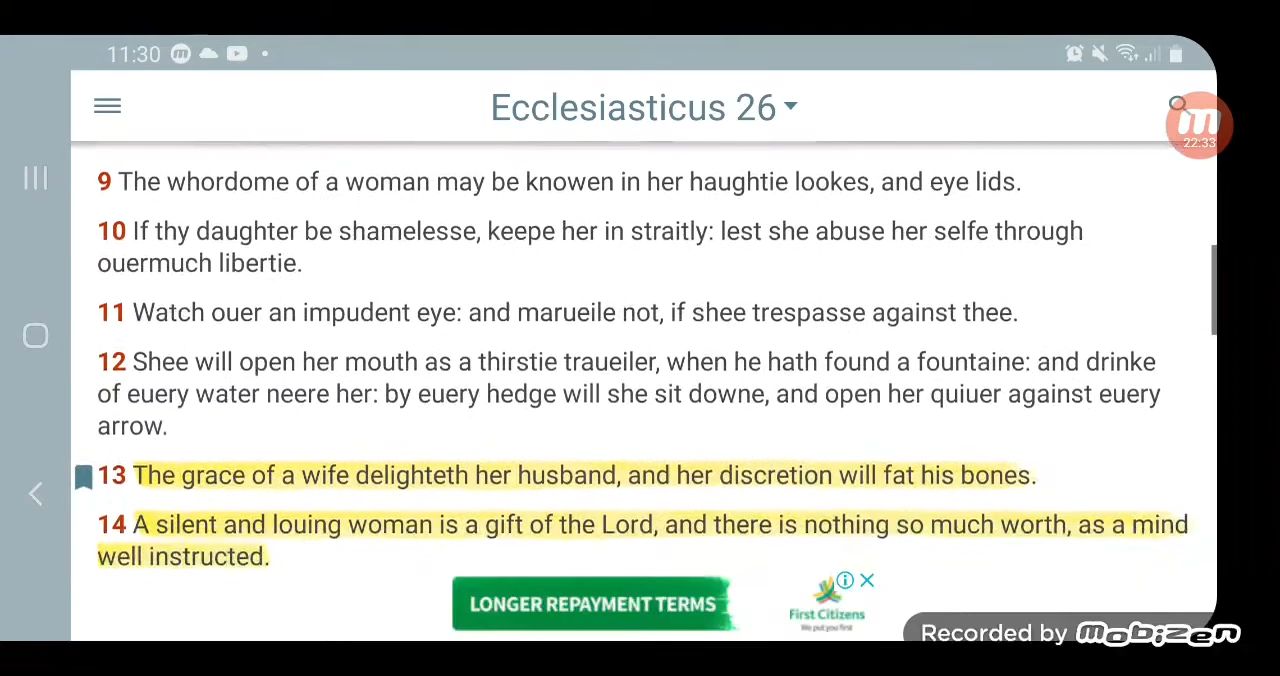 11:30
Ecclesiasticus 26
22:33
9 The whordome of a woman may be knowen in her haughtie lookes, and eye lids.
10 If thy daughter be shamelesse, keepe her in straitly: lest she abuse her selfe through
ouermuch libertie.
11 Watch ouer an impudent eye: and marueile not, if shee trespasse against thee.
12 Shee will open her mouth as a thirstie traueiler, when he hath found a fountaine: and drinke
of euery water neere her: by euery hedge will she sit downe, and open her quiuer against euery
arrow.
13 The grace of a wife delighteth her husband, and her discretion will fat his bones.
14 A silent and louing woman is a gift of the Lord, and there is nothing so much worth, as a mind
well instructed.
LONGER REPAYMENT TERMS
First Citizens
We put you first
Recorded by mobizen